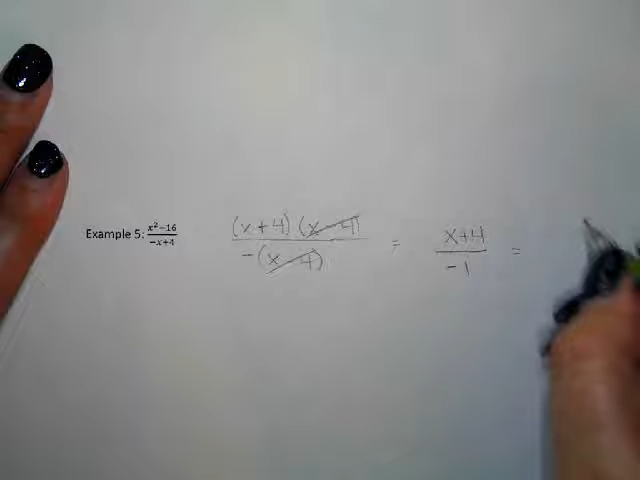 Example 5: x²−16/−x+4 (x+4)(x-4)/-(x-4) = x+4/-1 =